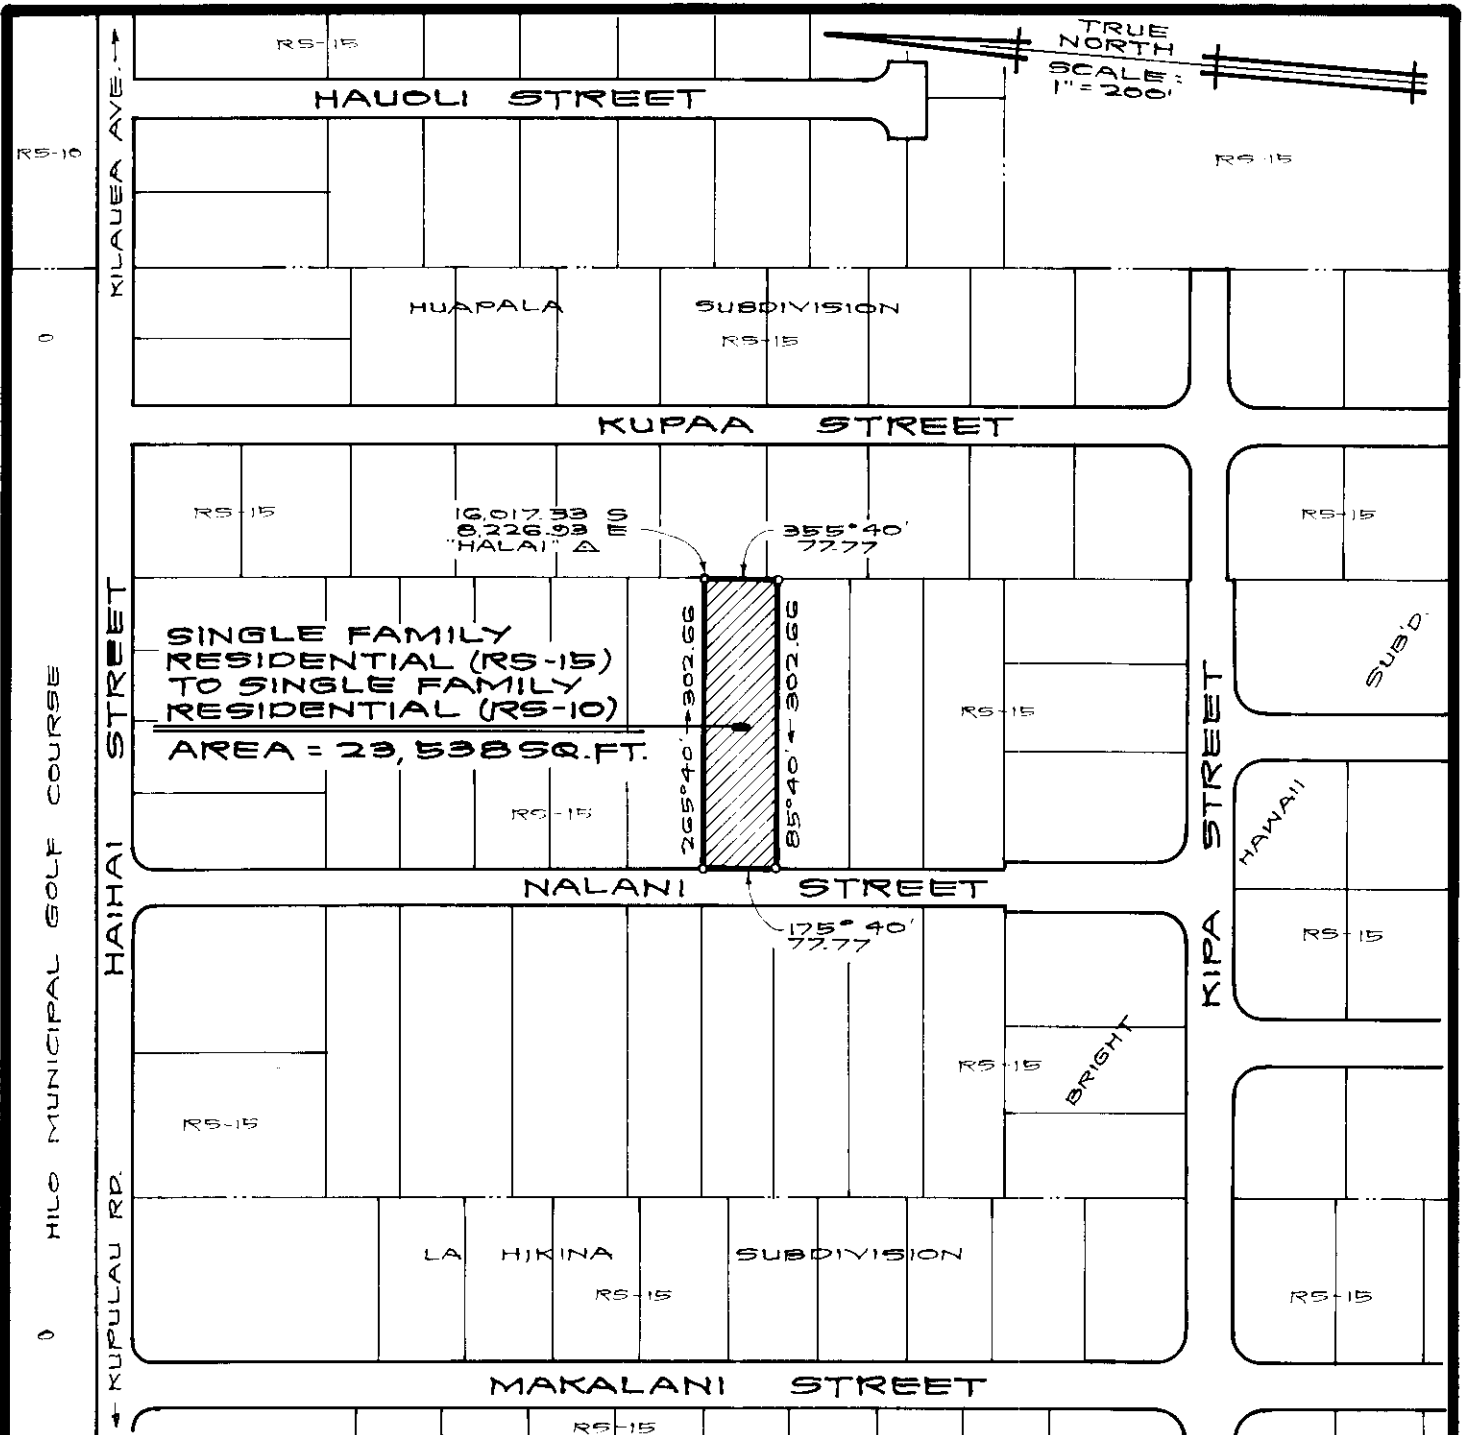 RS-15
TRUE
NORTH
SCALE:
1"=200'
HAUOLI STREET
RS-10
KILAUEA AVE.→
RS-15
HUAPALA SUBDIVISION
RS-15
O
KUPAA STREET
RS-15
16,017.33 S
8,226.93 E
"HALAI" △
355°40'
77.77
RS-15
SINGLE FAMILY
RESIDENTIAL (RS-15)
TO SINGLE FAMILY
RESIDENTIAL (RS-10)
AREA = 23,538 SQ.FT.
265°40' → 302.66
85°40' ← 302.66
RS-15
RS-15
SUB'D.
HAWAII
BRIGHT
HAIHAI STREET
HILO MUNICIPAL GOLF COURSE
KIPA STREET
NALANI STREET
175° 40'
77.77
RS-15
RS-15
RS-15
← KUPULAU RD.
LA HIKINA SUBDIVISION
RS-15
RS-15
O
MAKALANI STREET
RS-15